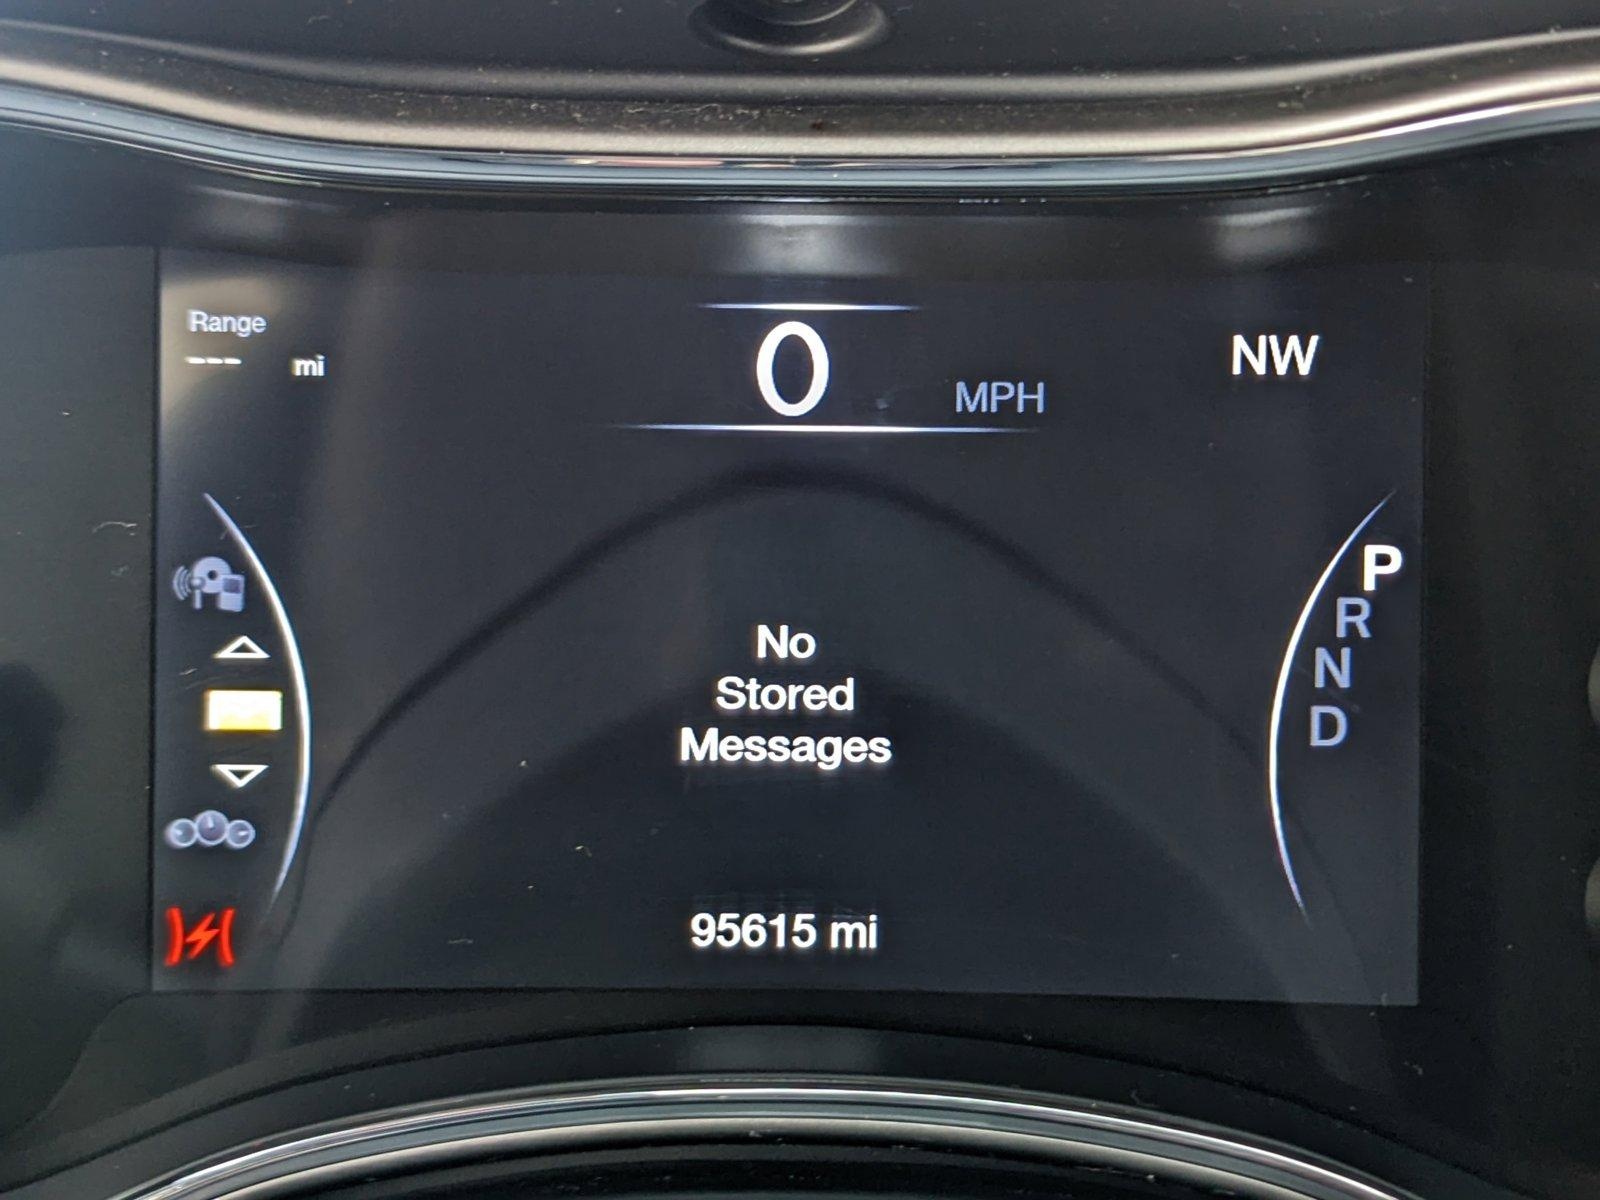 Range
--- mi
0 MPH
NW
P
R
N
D
No
Stored
Messages
95615 mi